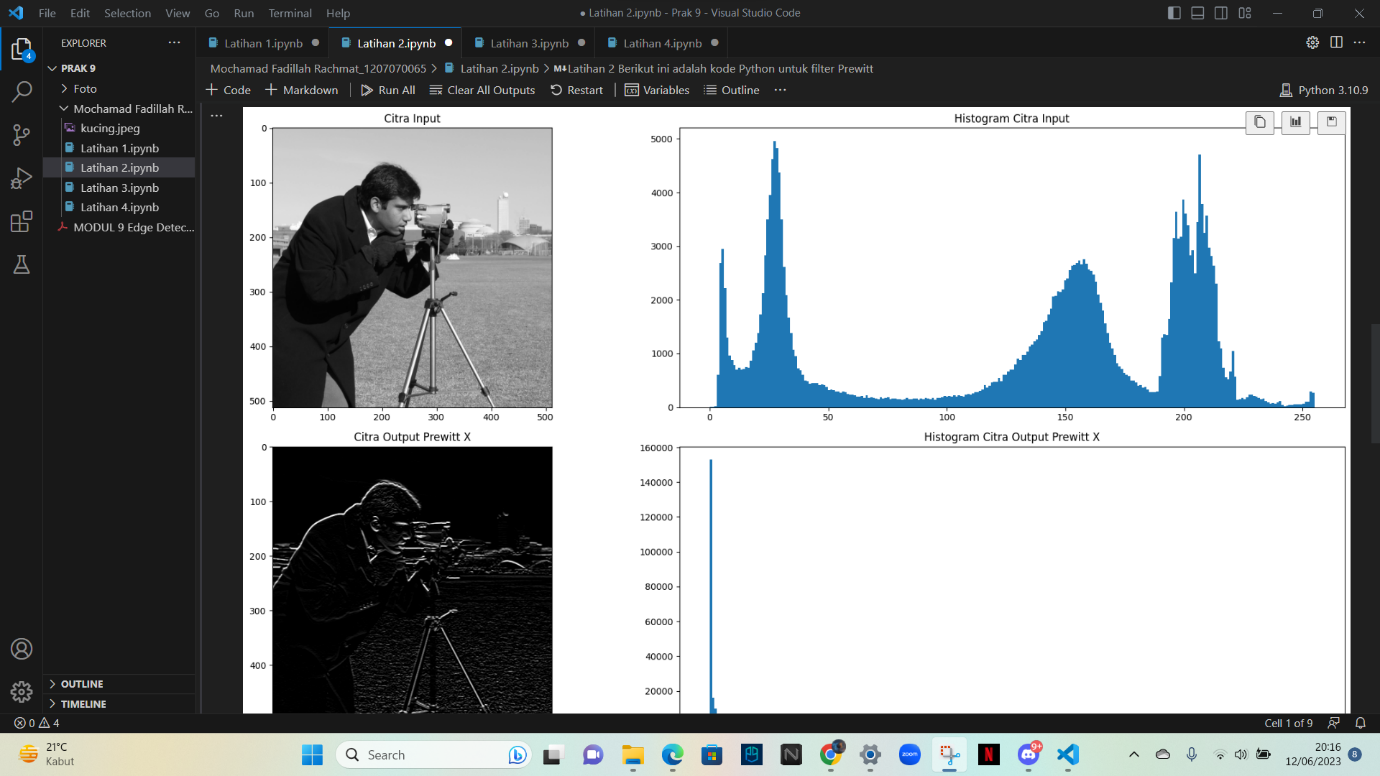 File Edit Selection View Go Run Terminal Help
● Latihan 2.ipynb - Prak 9 - Visual Studio Code
EXPLORER
PRAK 9
Foto
Mochamad Fadillah R...
kucing.jpeg
Latihan 1.ipynb
Latihan 2.ipynb
Latihan 3.ipynb
Latihan 4.ipynb
MODUL 9 Edge Detec...
OUTLINE
TIMELINE
4
Latihan 1.ipynb Latihan 2.ipynb Latihan 3.ipynb Latihan 4.ipynb
Mochamad Fadillah Rachmat_1207070065 > Latihan 2.ipynb > M↓Latihan 2 Berikut ini adalah kode Python untuk filter Prewitt
+ Code + Markdown Run All Clear All Outputs Restart Variables Outline ... Python 3.10.9
Citra Input
0
100
200
300
400
500
0 100 200 300 400 500
Histogram Citra Input
5000
4000
3000
2000
1000
0
0 50 100 150 200 250
Citra Output Prewitt X
0
100
200
300
400
Histogram Citra Output Prewitt X
160000
140000
120000
100000
80000
60000
40000
20000
0 4
Cell 1 of 9
21°C
Kabut
Search
zoom
N
9+
20:16
12/06/2023
8